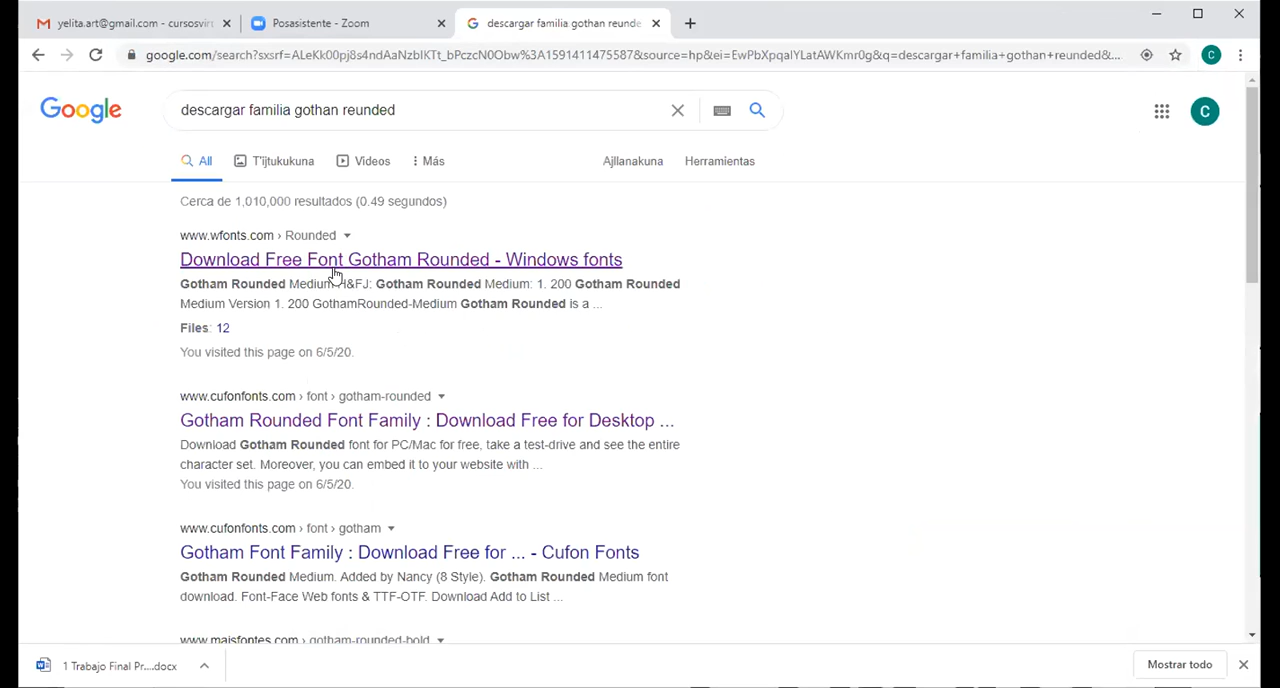 yelita.art@gmail.com - cursosvir
Posasistente - Zoom
descargar familia gothan reunde
google.com/search?sxsrf=ALeKk00pj8s4ndAaNzbIKTt_bPczcN0Obw%3A1591411475587&source=hp&ei=EwPbXpqalYLatAWKmr0g&q=descargar+familia+gothan+reunded&...
Google
descargar familia gothan reunded
C
C
All
T'ijtukukuna
Videos
Más
Ajllanakuna
Herramientas
Cerca de 1,010,000 resultados (0.49 segundos)
www.wfonts.com › Rounded
Download Free Font Gotham Rounded - Windows fonts
Gotham Rounded Medium H&FJ: Gotham Rounded Medium: 1. 200 Gotham Rounded
Medium Version 1. 200 GothamRounded-Medium Gotham Rounded is a ...
Files: 12
You visited this page on 6/5/20.
www.cufonfonts.com › font › gotham-rounded
Gotham Rounded Font Family : Download Free for Desktop ...
Download Gotham Rounded font for PC/Mac for free, take a test-drive and see the entire
character set. Moreover, you can embed it to your website with ...
You visited this page on 6/5/20.
www.cufonfonts.com › font › gotham
Gotham Font Family : Download Free for ... - Cufon Fonts
Gotham Rounded Medium. Added by Nancy (8 Style). Gotham Rounded Medium font
download. Font-Face Web fonts & TTF-OTF. Download Add to List ...
www.maisfontes.com › gotham-rounded-bold
1 Trabajo Final Pr....docx
Mostrar todo